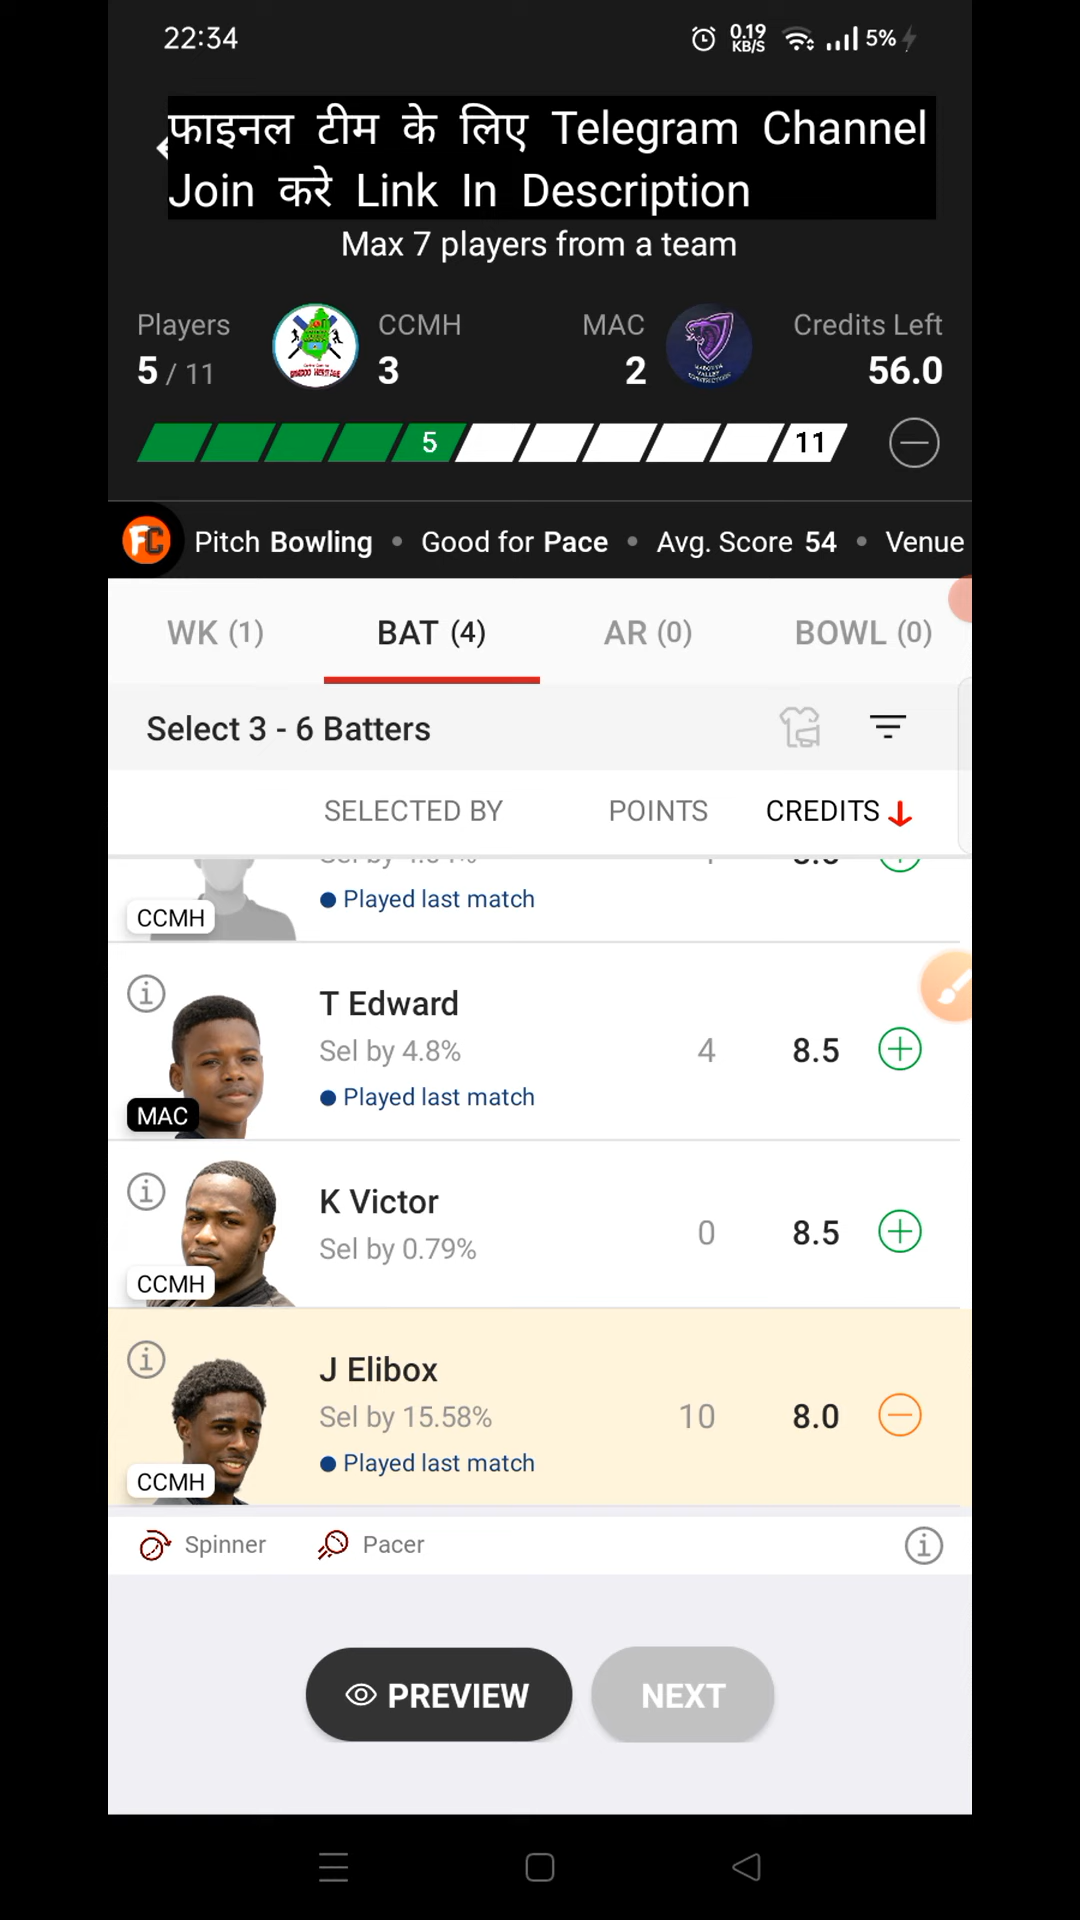 22:34
0.19 KB/S
5%
फाइनल टीम के लिए Telegram Channel
Join करे Link In Description
Max 7 players from a team
Players CCMH MAC Credits Left
5 / 11 3 2 56.0
5 11
FC Pitch Bowling • Good for Pace • Avg. Score 54 • Venue
WK (1) BAT (4) AR (0) BOWL (0)
Select 3 - 6 Batters
SELECTED BY POINTS CREDITS
Played last match
CCMH
T Edward
Sel by 4.8% 4 8.5
Played last match
MAC
K Victor
Sel by 0.79% 0 8.5
CCMH
J Elibox
Sel by 15.58% 10 8.0
Played last match
CCMH
Spinner Pacer
PREVIEW NEXT